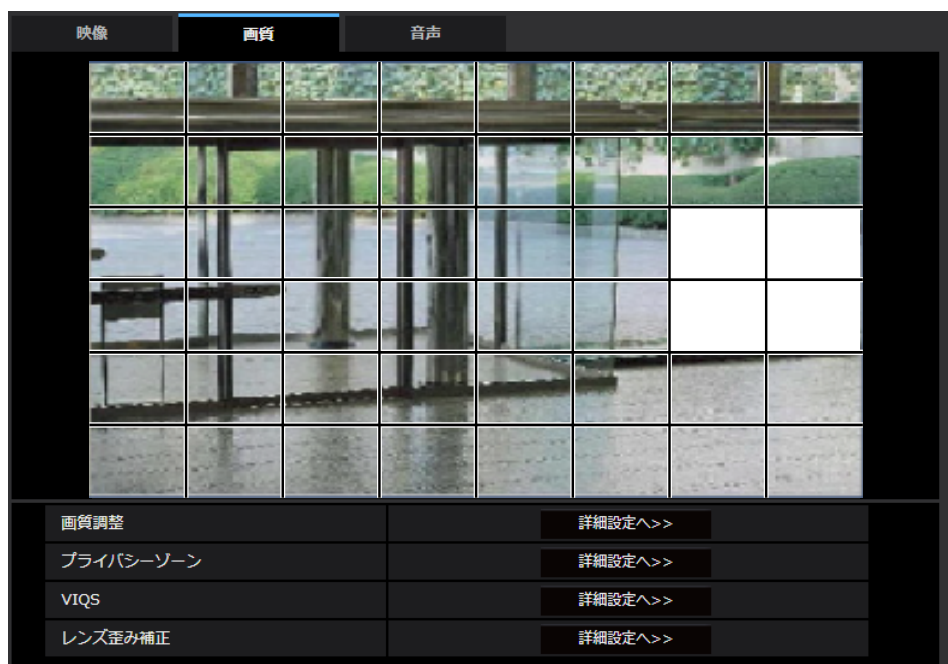 映像 画質 音声
画質調整 詳細設定へ>>
プライバシーゾーン 詳細設定へ>>
VIQS 詳細設定へ>>
レンズ歪み補正 詳細設定へ>>